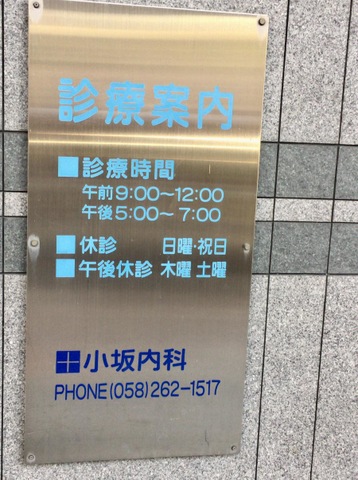 診療案内
■診療時間
午前9:00〜12:00
午後5:00〜 7:00
■休診 日曜・祝日
■午後休診 木曜 土曜
小坂内科
PHONE(058)262-1517